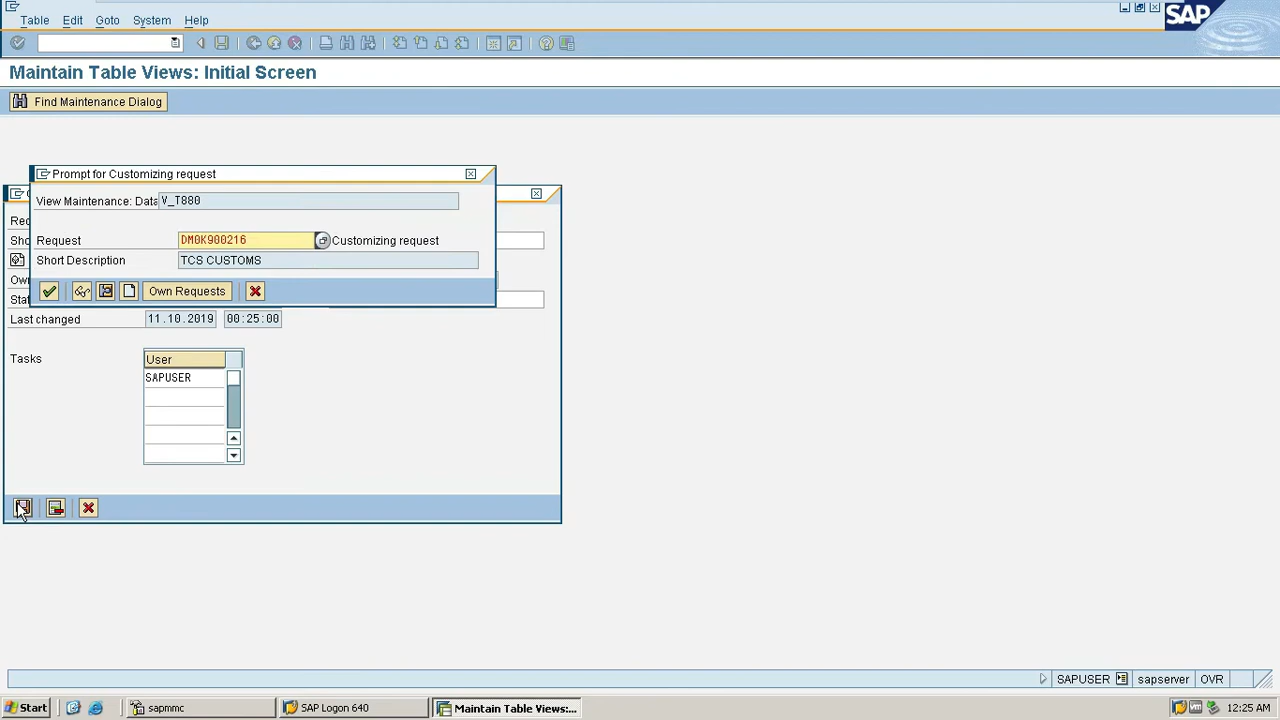 Table Edit Goto System Help
SAP
Maintain Table Views: Initial Screen
Find Maintenance Dialog
Prompt for Customizing request
View Maintenance: Data V_T880
Request DM0K900216 Customizing request
Short Description TCS CUSTOMS
Own Requests
Last changed 11.10.2019 00:25:00
Tasks User
SAPUSER
SAPUSER sapserver OVR
Start sapmmc SAP Logon 640 Maintain Table Views:... 12:25 AM